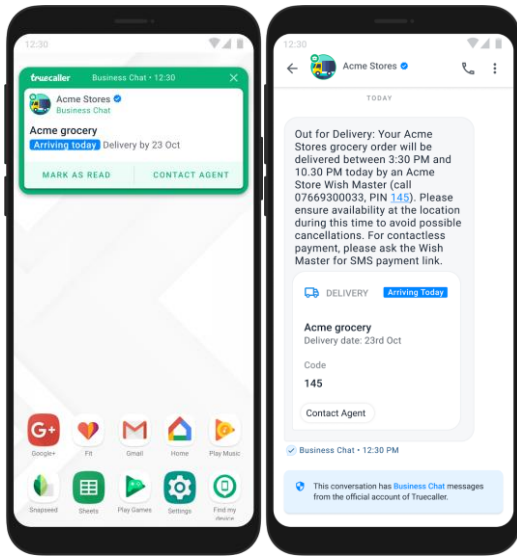 12:30
truecaller Business Chat • 12:30
Acme Stores
Business Chat
Acme grocery
Arriving today Delivery by 23 Oct
MARK AS READ CONTACT AGENT
Google+ Fit Gmail Home Play Music
Snapseed Sheets Play Games Settings Find my
device
12:30
Acme Stores
TODAY
Out for Delivery: Your Acme
Stores grocery order will be
delivered between 3:30 PM and
10.30 PM today by an Acme
Store Wish Master (call
07669300033, PIN 145). Please
ensure availability at the location
during this time to avoid possible
cancellations. For contactless
payment, please ask the Wish
Master for SMS payment link.
DELIVERY Arriving Today
Acme grocery
Delivery date: 23rd Oct
Code
145
Contact Agent
Business Chat • 12:30 PM
This conversation has Business Chat messages
from the official account of Truecaller.